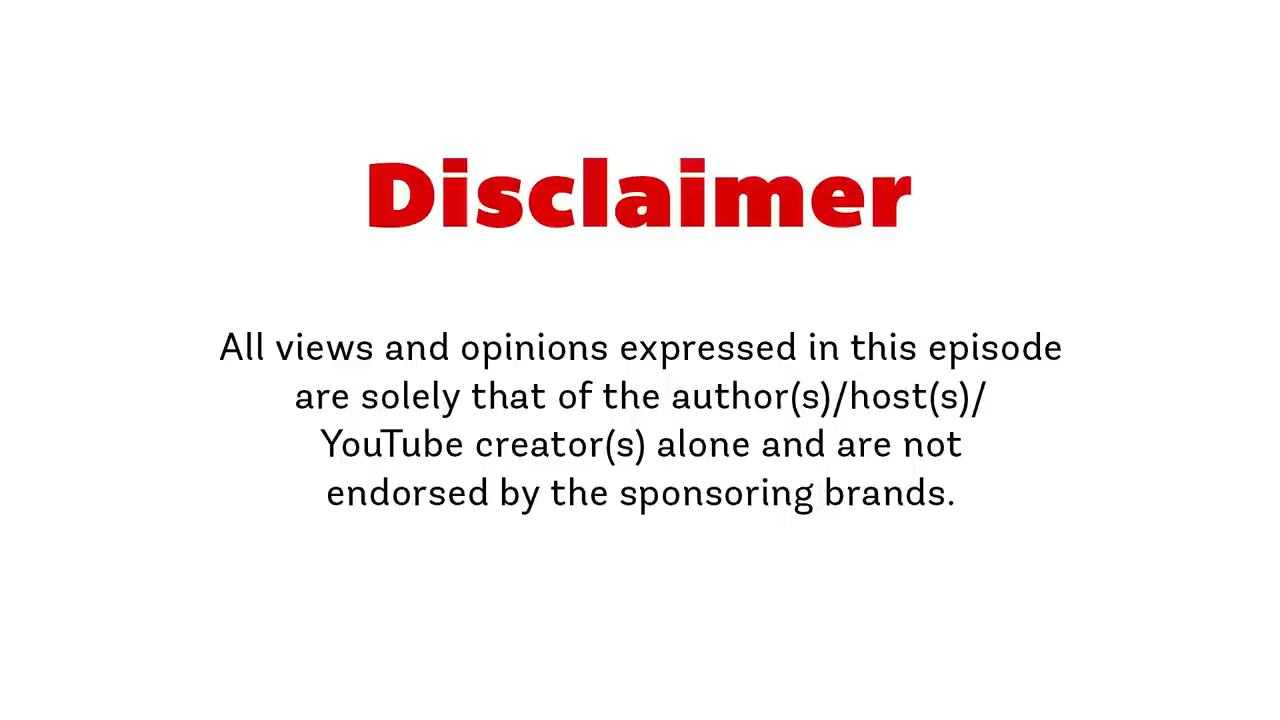 Disclaimer
All views and opinions expressed in this episode
are solely that of the author(s)/host(s)/
YouTube creator(s) alone and are not
endorsed by the sponsoring brands.